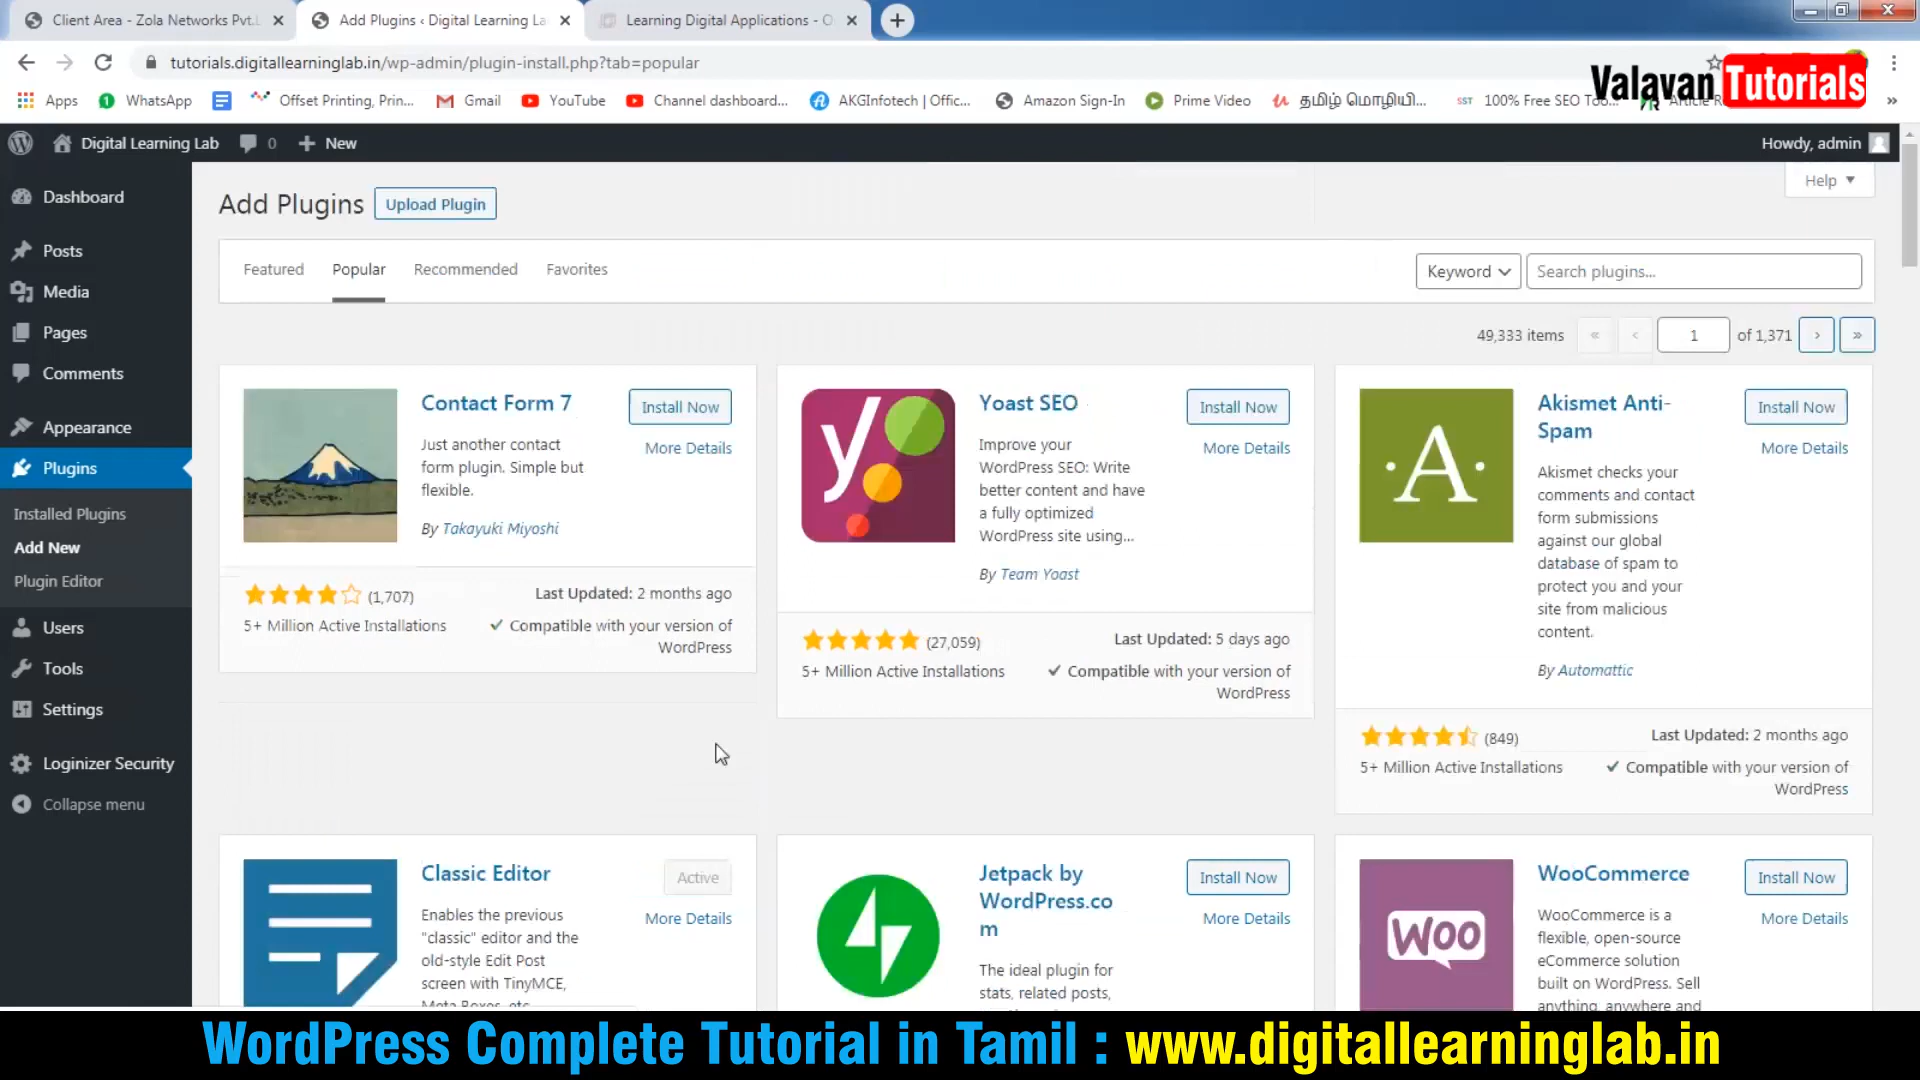 Client Area - Zola Networks Pvt.L
Add Plugins ‹ Digital Learning La
Learning Digital Applications - O
tutorials.digitallearninglab.in/wp-admin/plugin-install.php?tab=popular
Valavan Tutorials
Apps
WhatsApp
Offset Printing, Prin...
Gmail
YouTube
Channel dashboard...
AKGInfotech | Offic...
Amazon Sign-In
Prime Video
தமிழ் மொழியி...
SST 100% Free SEO Too...
Digital Learning Lab
0
New
Howdy, admin
Help
Dashboard
Posts
Media
Pages
Comments
Appearance
Plugins
Installed Plugins
Add New
Plugin Editor
Users
Tools
Settings
Loginizer Security
Collapse menu
Add Plugins
Upload Plugin
Featured
Popular
Recommended
Favorites
Keyword
Search plugins...
49,333 items « ‹ 1 of 1,371 › »
Contact Form 7
Install Now
More Details
Just another contact
form plugin. Simple but
flexible.
By Takayuki Miyoshi
(1,707)
Last Updated: 2 months ago
5+ Million Active Installations
✓ Compatible with your version of
WordPress
Yoast SEO
Install Now
More Details
Improve your
WordPress SEO: Write
better content and have
a fully optimized
WordPress site using...
By Team Yoast
(27,059)
Last Updated: 5 days ago
5+ Million Active Installations
✓ Compatible with your version of
WordPress
Akismet Anti-
Spam
Install Now
More Details
Akismet checks your
comments and contact
form submissions
against our global
database of spam to
protect you and your
site from malicious
content.
By Automattic
(849)
Last Updated: 2 months ago
5+ Million Active Installations
✓ Compatible with your version of
WordPress
Classic Editor
Active
More Details
Enables the previous
"classic" editor and the
old-style Edit Post
screen with TinyMCE,
Meta Boxes, etc.
Jetpack by
WordPress.co
m
Install Now
More Details
The ideal plugin for
stats, related posts,
WOO
WooCommerce
Install Now
More Details
WooCommerce is a
flexible, open-source
eCommerce solution
built on WordPress. Sell
anything, anywhere and
WordPress Complete Tutorial in Tamil : www.digitallearninglab.in